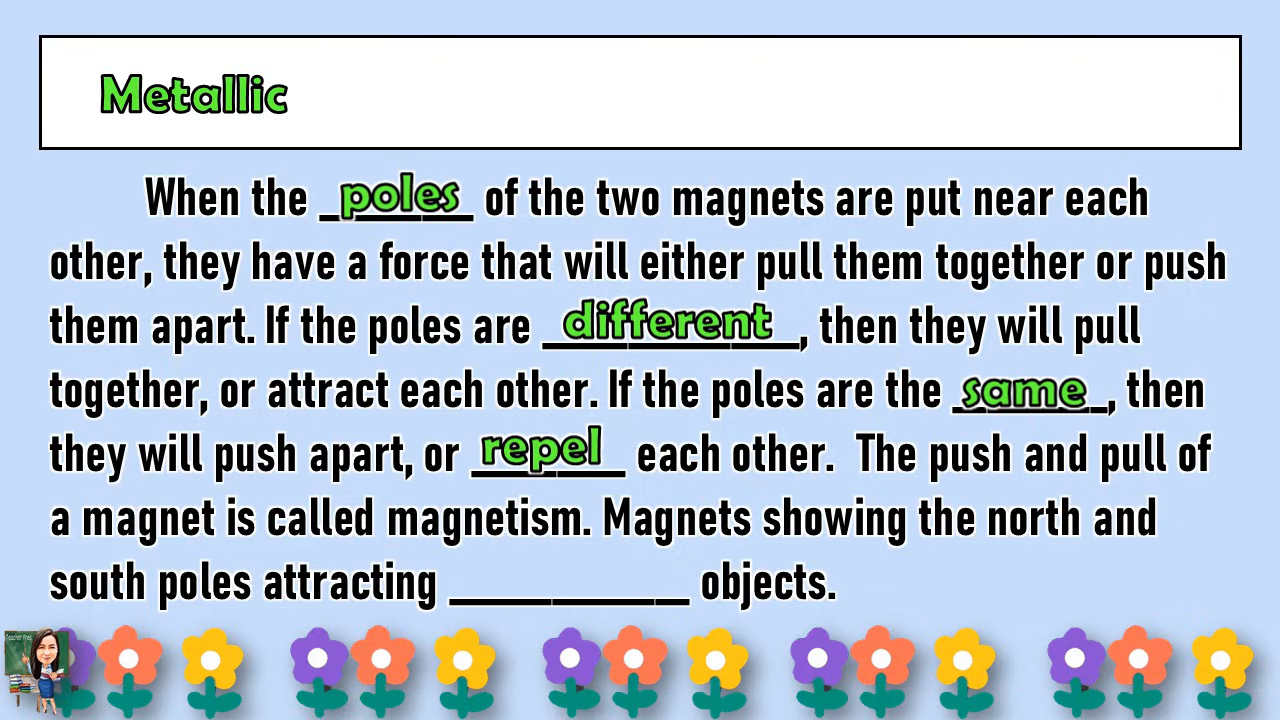 Metallic
When the poles of the two magnets are put near each
other, they have a force that will either pull them together or push
them apart. If the poles are different, then they will pull
together, or attract each other. If the poles are the same, then
they will push apart, or repel each other. The push and pull of
a magnet is called magnetism. Magnets showing the north and
south poles attracting __________ objects.